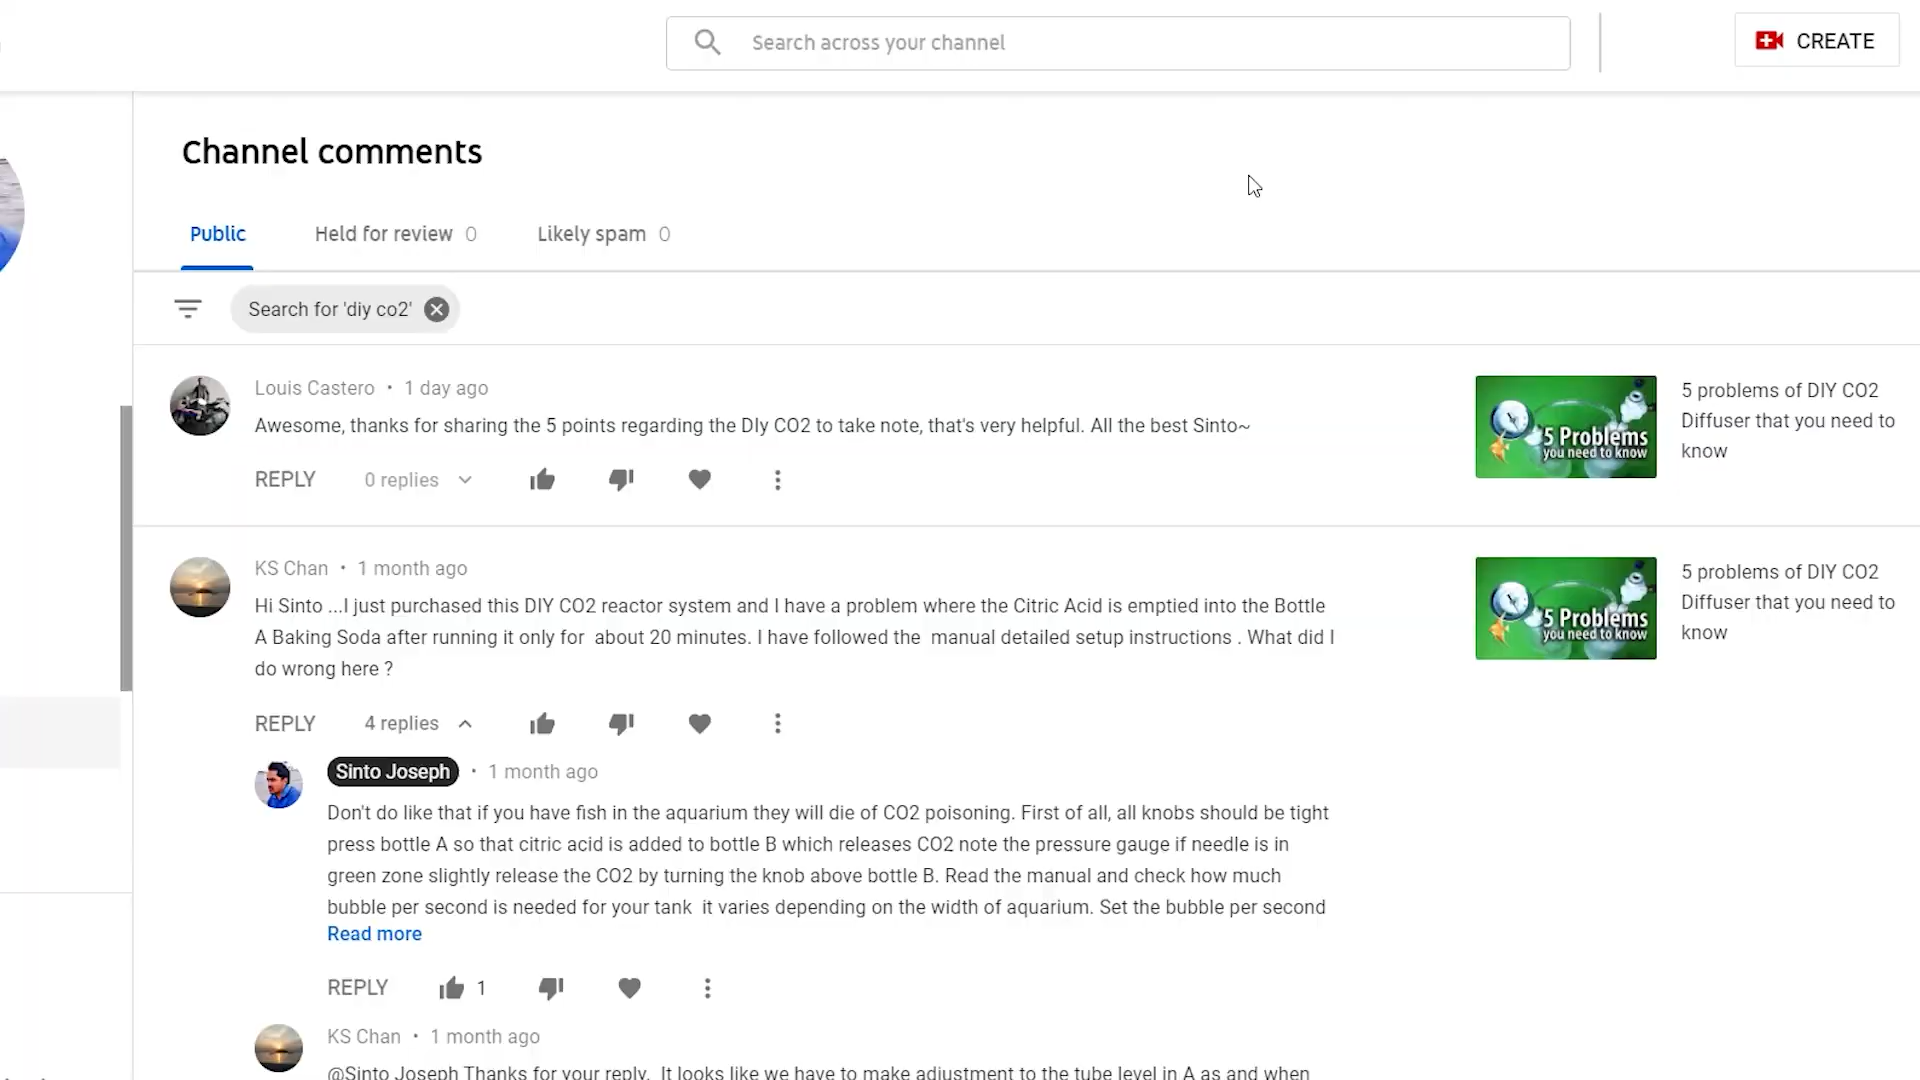 Search across your channel
CREATE
Channel comments
Public
Held for review 0
Likely spam 0
Search for 'diy co2'
Louis Castero • 1 day ago
Awesome, thanks for sharing the 5 points regarding the DIy CO2 to take note, that's very helpful. All the best Sinto~
REPLY
0 replies
5 Problems
you need to know
5 problems of DIY CO2
Diffuser that you need to
know
KS Chan • 1 month ago
Hi Sinto ...I just purchased this DIY CO2 reactor system and I have a problem where the Citric Acid is emptied into the Bottle
A Baking Soda after running it only for about 20 minutes. I have followed the manual detailed setup instructions . What did I
do wrong here ?
REPLY
4 replies
5 Problems
you need to know
5 problems of DIY CO2
Diffuser that you need to
know
Sinto Joseph • 1 month ago
Don't do like that if you have fish in the aquarium they will die of CO2 poisoning. First of all, all knobs should be tight
press bottle A so that citric acid is added to bottle B which releases CO2 note the pressure gauge if needle is in
green zone slightly release the CO2 by turning the knob above bottle B. Read the manual and check how much
bubble per second is needed for your tank it varies depending on the width of aquarium. Set the bubble per second
Read more
REPLY
1
KS Chan • 1 month ago
@Sinto Joseph Thanks for your reply. It looks like we have to make adjustment to the tube level in A as and when